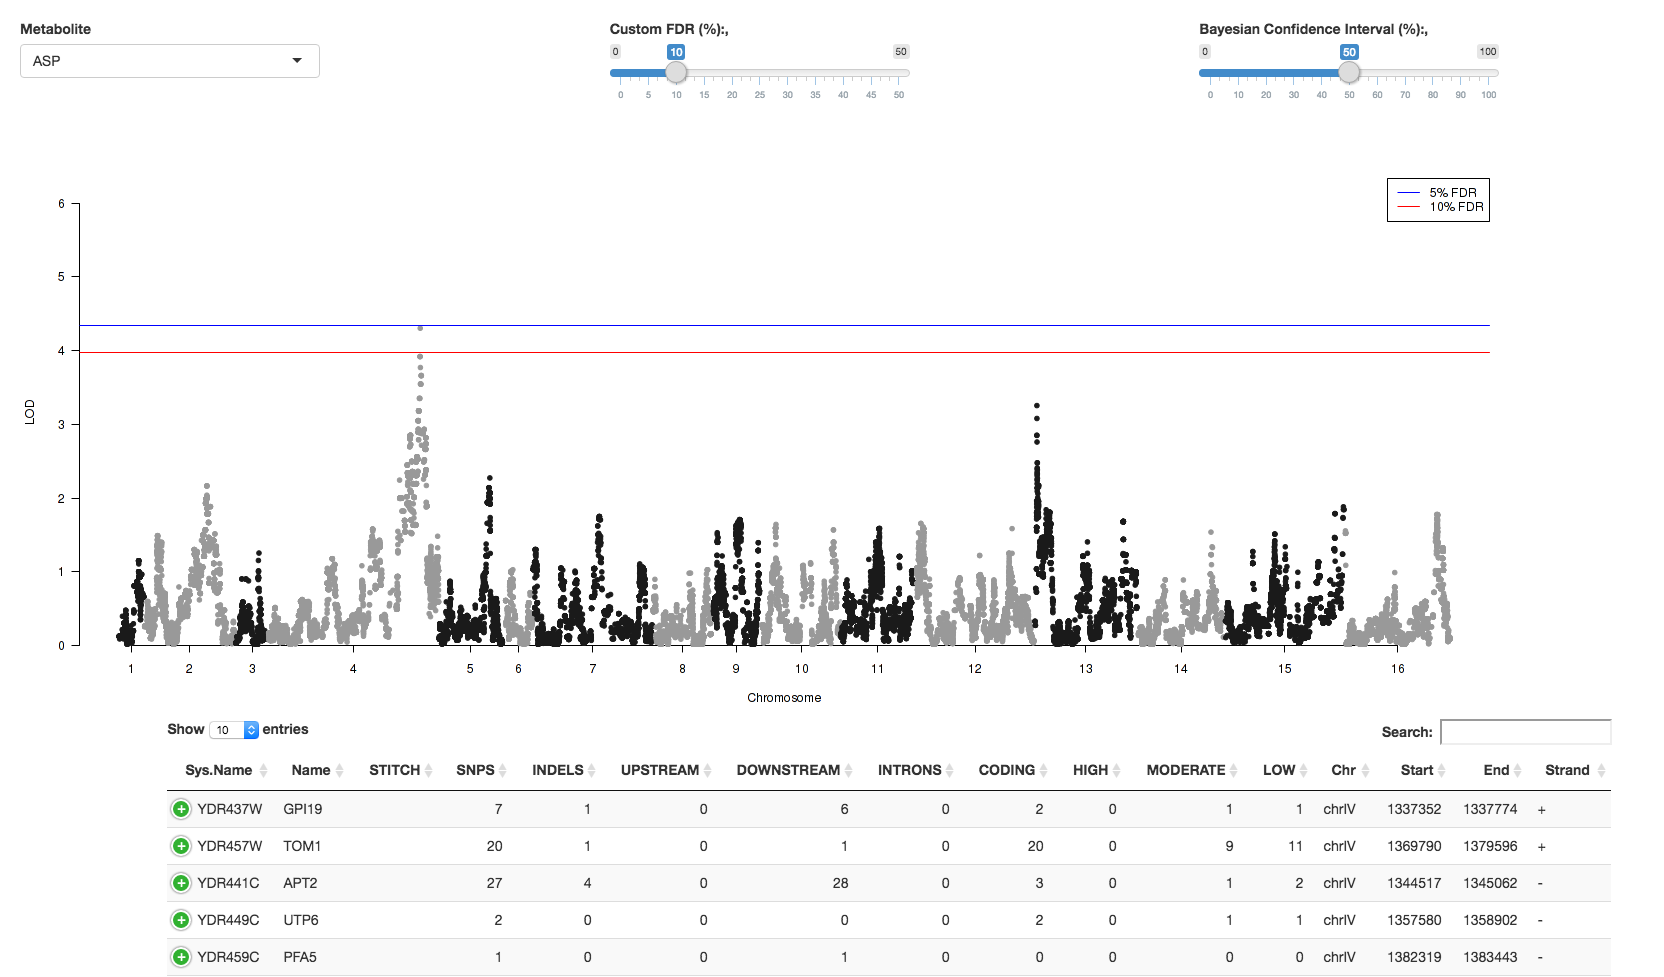 Metabolite
ASP
Custom FDR (%):,
0 10 50
0 5 10 15 20 25 30 35 40 45 50
Bayesian Confidence Interval (%):,
0 50 100
0 10 20 30 40 50 60 70 80 90 100
5% FDR
10% FDR
6
5
4
3
2
1
0
LOD
1 2 3 4 5 6 7 8 9 10 11 12 13 14 15 16
Chromosome
Show 10 entries
Search:
Sys.Name Name STITCH SNPS INDELS UPSTREAM DOWNSTREAM INTRONS CODING HIGH MODERATE LOW Chr Start End Strand
YDR437W GPI19 7 1 0 6 0 2 0 1 1 chrIV 1337352 1337774 +
YDR457W TOM1 20 1 0 1 0 20 0 9 11 chrIV 1369790 1379596 +
YDR441C APT2 27 4 0 28 0 3 0 1 2 chrIV 1344517 1345062 -
YDR449C UTP6 2 0 0 0 0 2 0 1 1 chrIV 1357580 1358902 -
YDR459C PFA5 1 0 0 1 0 0 0 0 0 chrIV 1382319 1383443 -